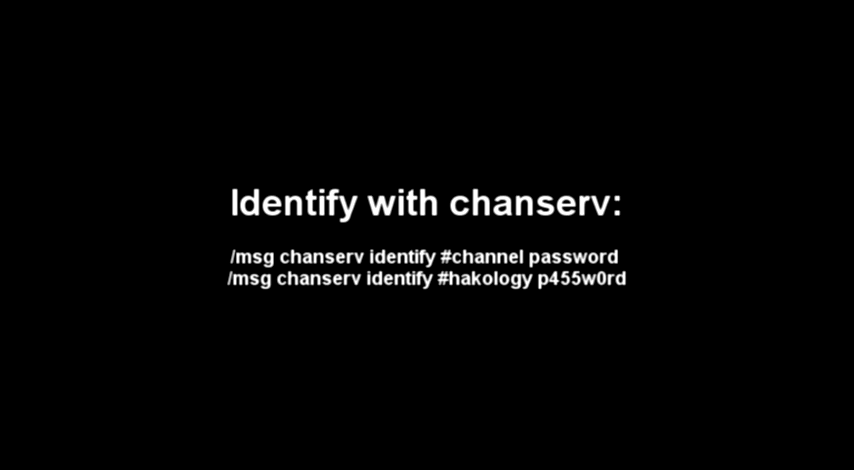 Identify with chanserv:
/msg chanserv identify #channel password
/msg chanserv identify #hakology p455w0rd